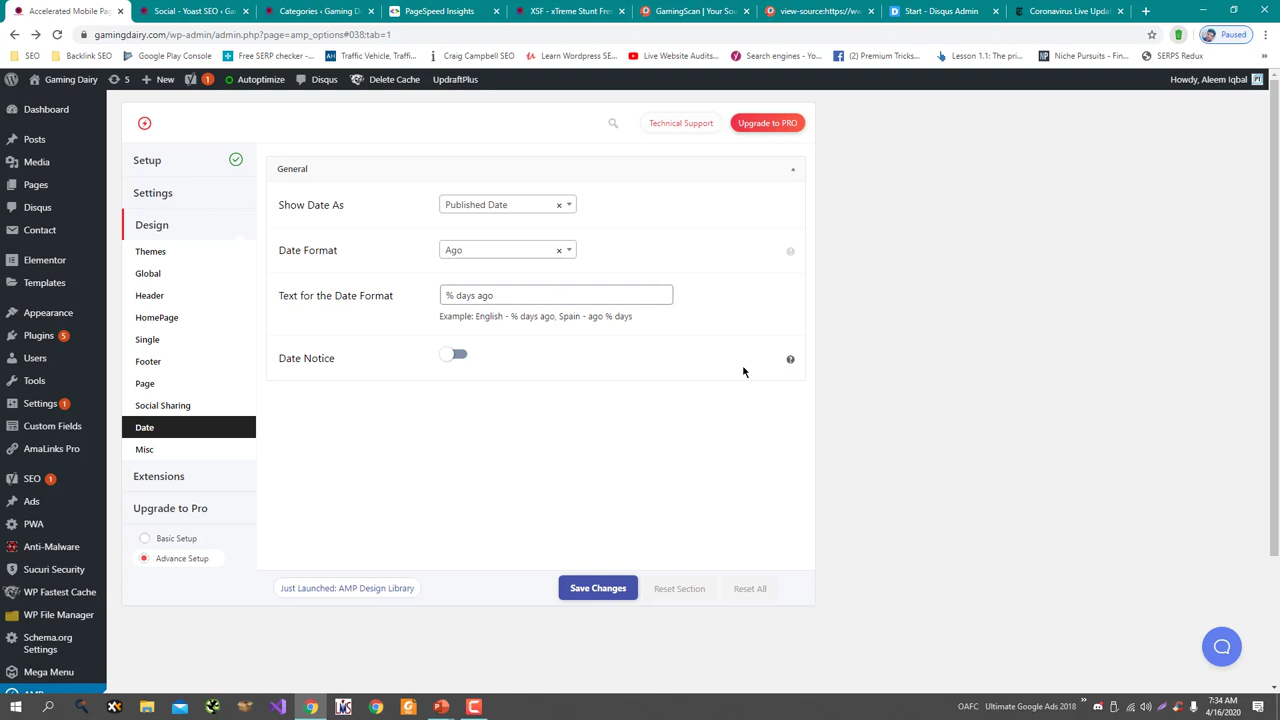 Accelerated Mobile Pag
Social - Yoast SEO ‹ Gam
Categories ‹ Gaming Da
PageSpeed Insights
XSF - xTreme Stunt Free
GamingScan | Your Sou
view-source:https://ww
Start - Disqus Admin
Coronavirus Live Updat
gamingdairy.com/wp-admin/admin.php?page=amp_options#038tab=1
Paused
SEO
Backlink SEO
Google Play Console
Free SERP checker -...
Traffic Vehicle, Traffi...
Craig Campbell SEO
Learn Wordpress SE...
Live Website Audits...
Search engines - Yo...
(2) Premium Tricks...
Lesson 1.1: The pri...
Niche Pursuits - Fin...
SERPS Redux
Gaming Dairy
5
New
1
Autoptimize
Disqus
Delete Cache
UpdraftPlus
Howdy, Aleem Iqbal
Dashboard
Posts
Media
Pages
Disqus
Contact
Elementor
Templates
Appearance
Plugins 5
Users
Tools
Settings 1
Custom Fields
AmaLinks Pro
SEO 1
Ads
PWA
Anti-Malware
Sucuri Security
WP Fastest Cache
WP File Manager
Schema.org
Settings
Mega Menu
AMP
Technical Support
Upgrade to PRO
Setup
Settings
Design
Themes
Global
Header
HomePage
Single
Footer
Page
Social Sharing
Date
Misc
Extensions
Upgrade to Pro
Basic Setup
Advance Setup
General
Show Date As
Published Date
Date Format
Ago
Text for the Date Format
% days ago
Example: English - % days ago, Spain - ago % days
Date Notice
Just Launched: AMP Design Library
Save Changes
Reset Section
Reset All
OAFC
Ultimate Google Ads 2018
7:34 AM
4/16/2020